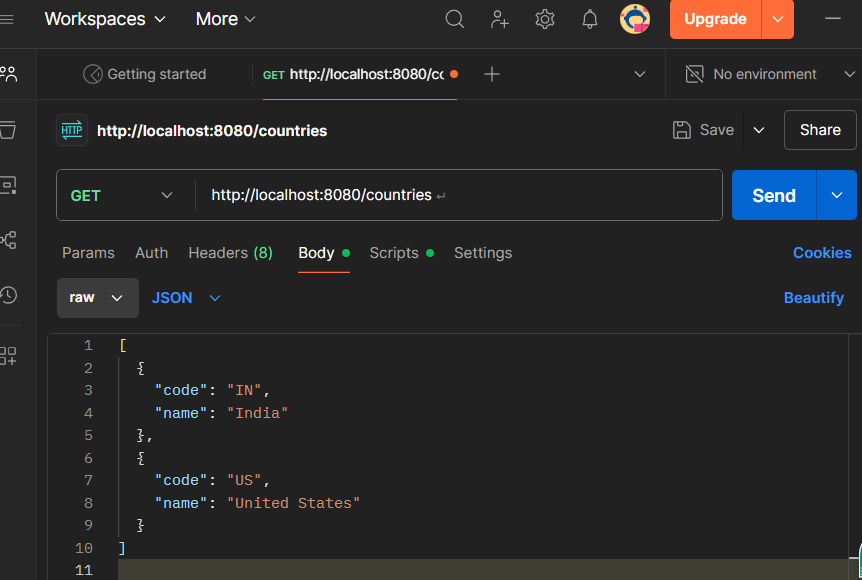 Workspaces More Upgrade
Getting started GET http://localhost:8080/cc No environment
HTTP http://localhost:8080/countries Save Share
GET http://localhost:8080/countries Send
Params Auth Headers (8) Body Scripts Settings Cookies
raw JSON Beautify
1 [
2 {
3 "code": "IN",
4 "name": "India"
5 },
6 {
7 "code": "US",
8 "name": "United States"
9 }
10 ]
11